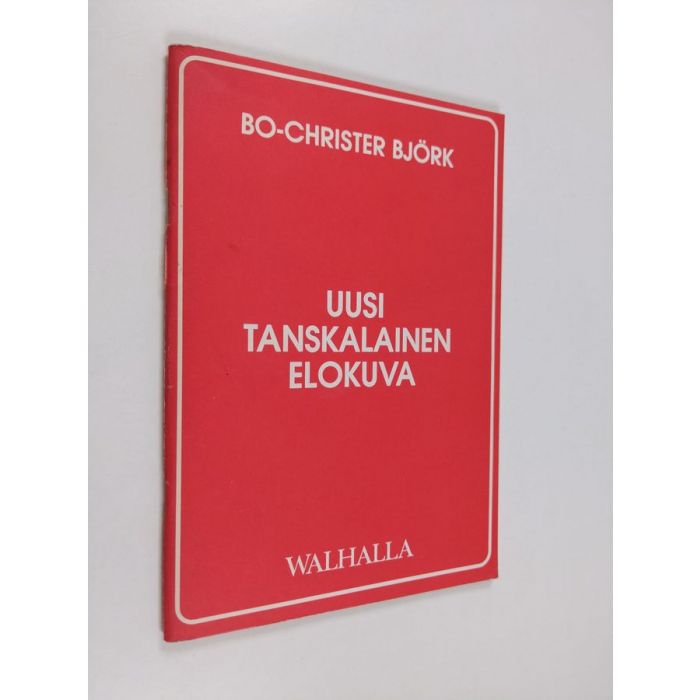 BO-CHRISTER BJÖRK
UUSI
TANSKALAINEN
ELOKUVA
WALHALLA